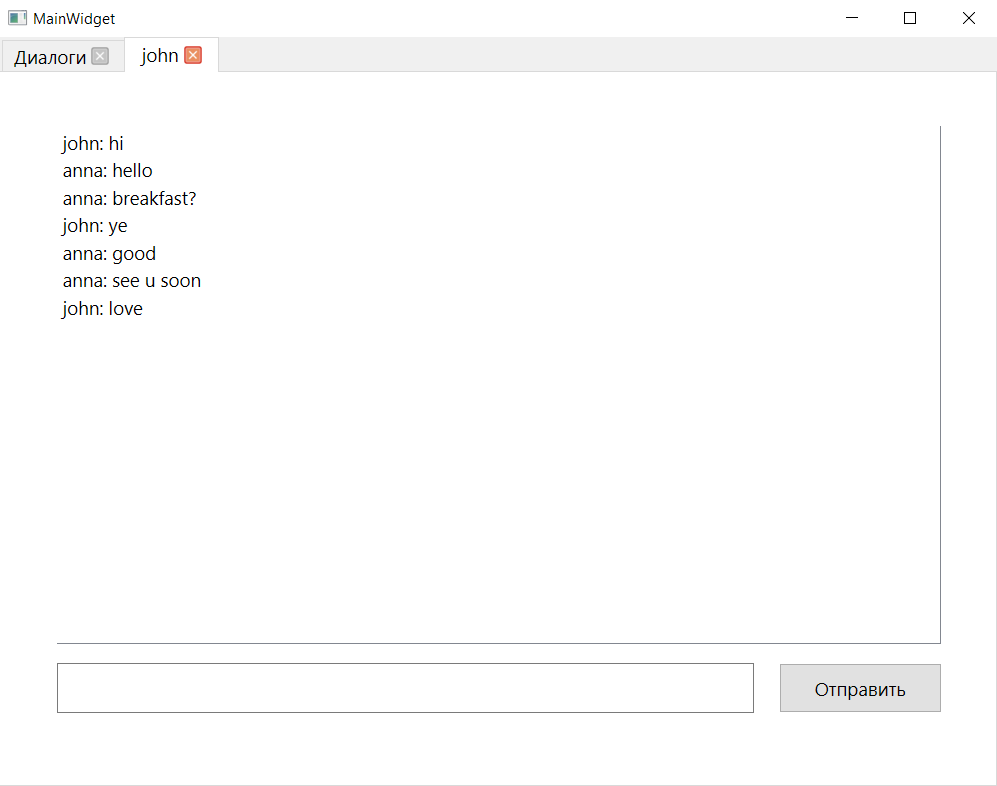 MainWidget
Диалоги
john
john: hi
anna: hello
anna: breakfast?
john: ye
anna: good
anna: see u soon
john: love
Отправить